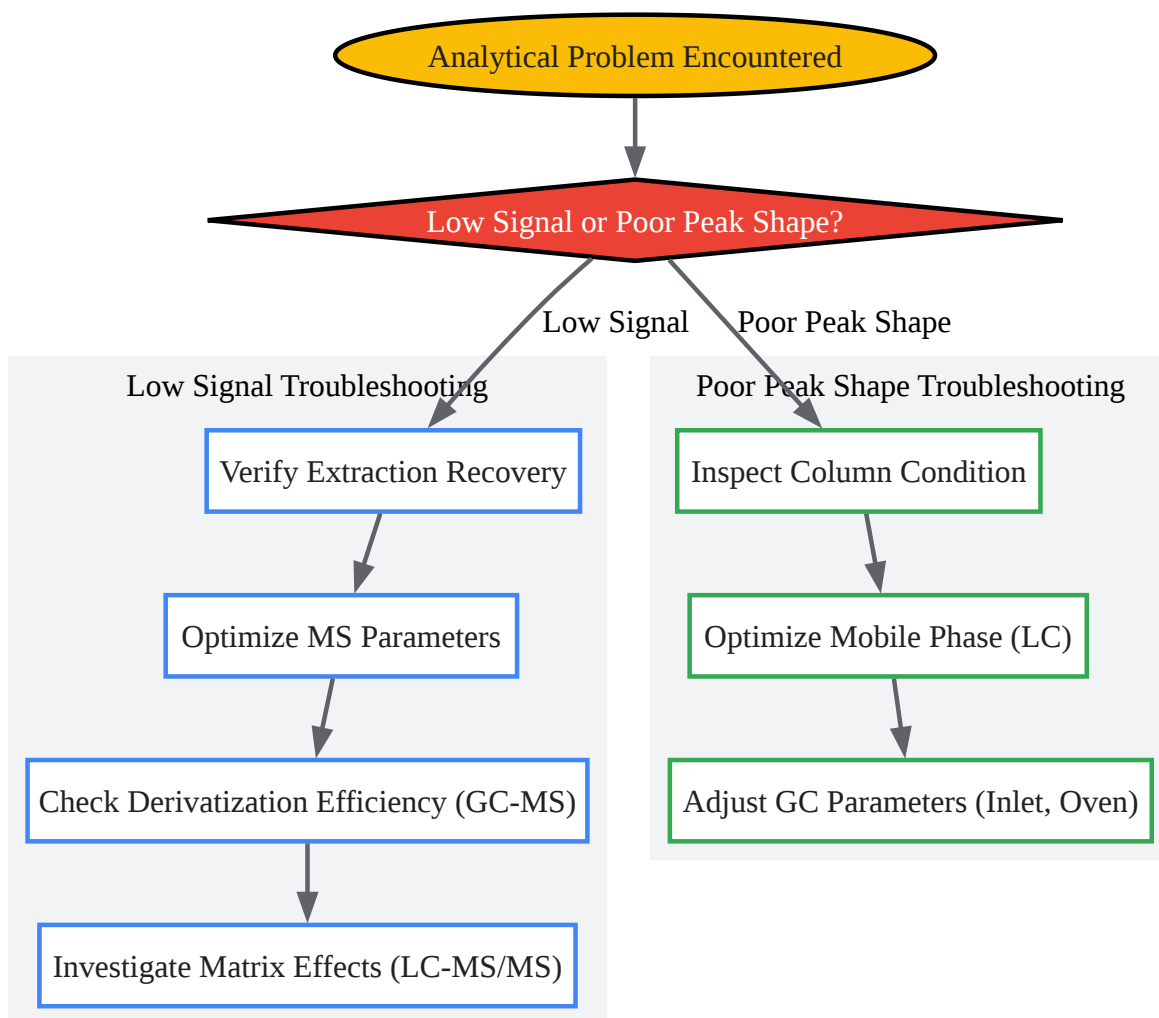 Analytical Problem Encountered
Low Signal or Poor Peak Shape?
Low Signal
Poor Peak Shape
Low Signal Troubleshooting
Verify Extraction Recovery
Optimize MS Parameters
Check Derivatization Efficiency (GC-MS)
Investigate Matrix Effects (LC-MS/MS)
Poor Peak Shape Troubleshooting
Inspect Column Condition
Optimize Mobile Phase (LC)
Adjust GC Parameters (Inlet, Oven)